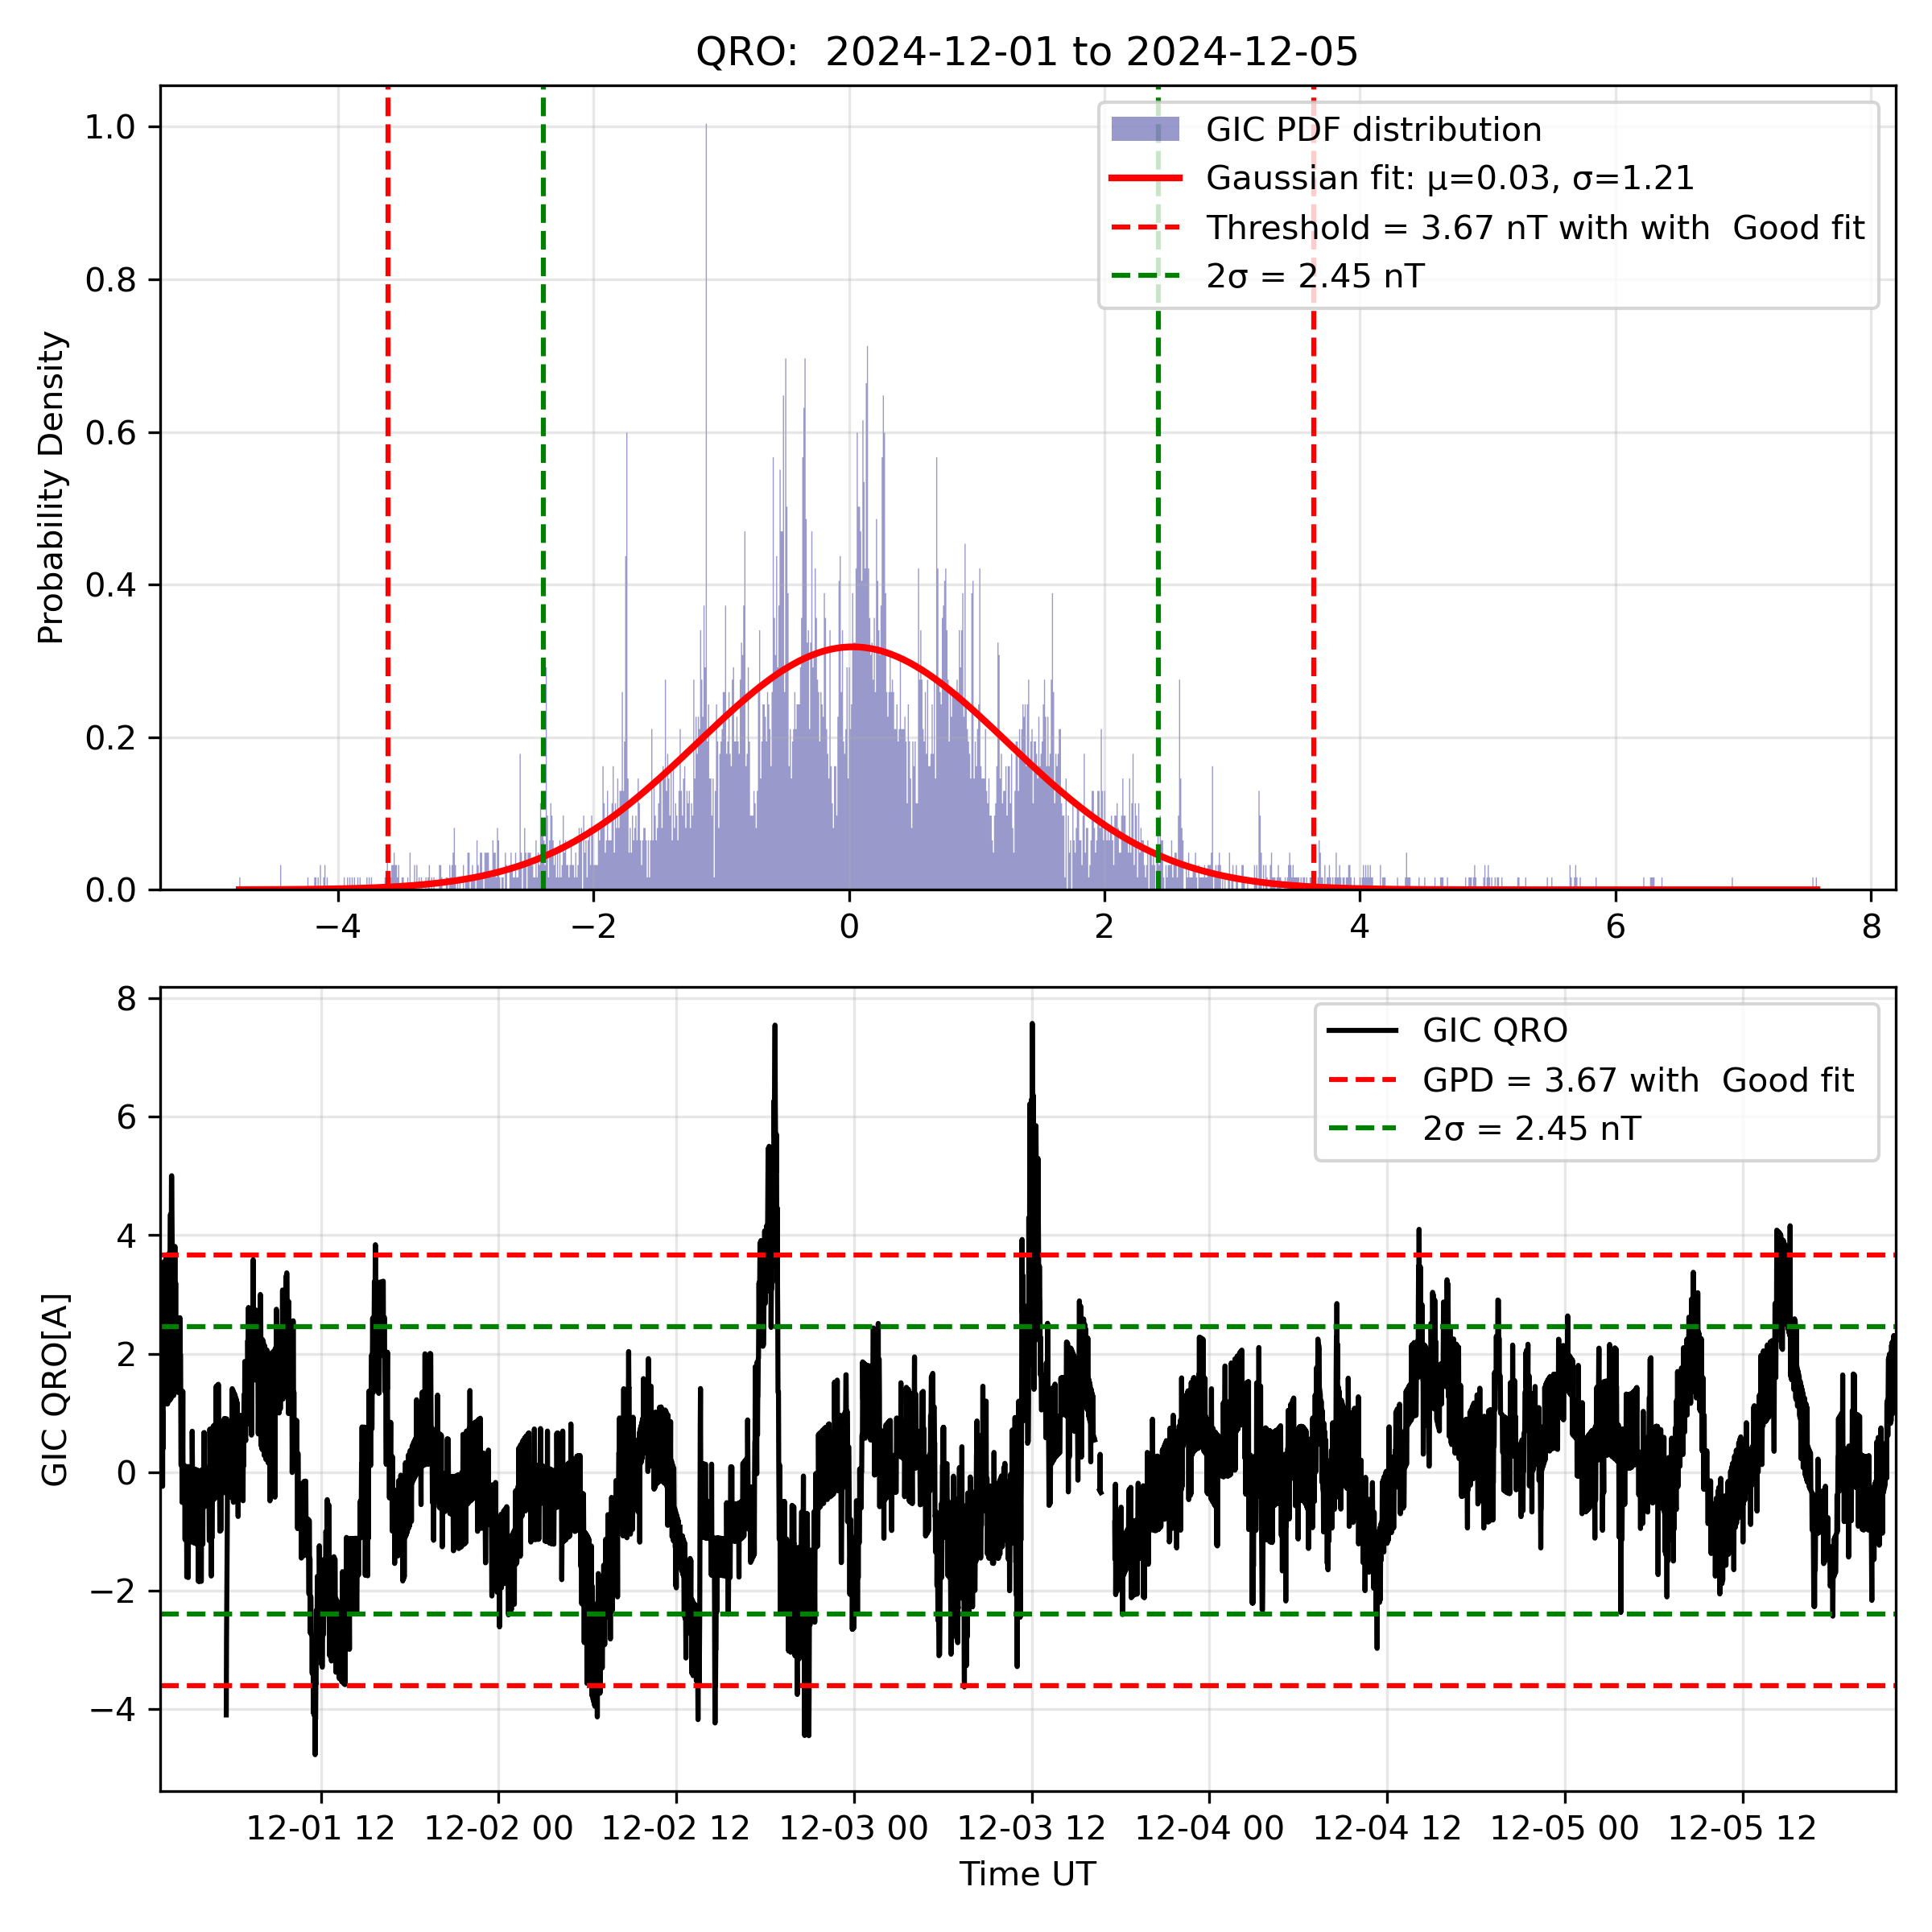 QRO:  2024-12-01 to 2024-12-05
Probability Density
1.0
0.8
0.6
0.4
0.2
0.0
GIC PDF distribution
Gaussian fit: μ=0.03, σ=1.21
Threshold = 3.67 nT with with  Good fit
2σ = 2.45 nT
−4 −2 0 2 4 6 8
GIC QRO[A]
8
6
4
2
0
−2
−4
GIC QRO
GPD = 3.67 with  Good fit
2σ = 2.45 nT
12-01 12 12-02 00 12-02 12 12-03 00 12-03 12 12-04 00 12-04 12 12-05 00 12-05 12
Time UT